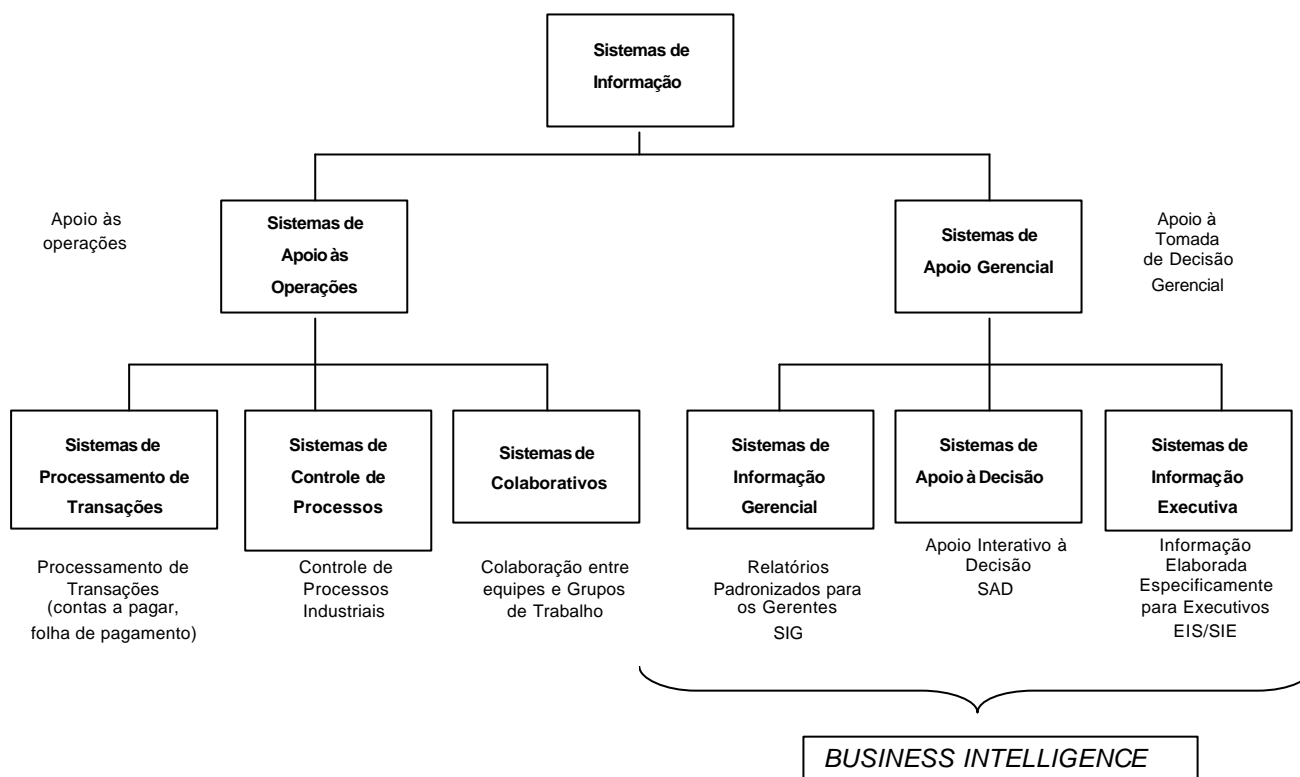 Sistemas de
Informação
Apoio às
operações
Sistemas de
Apoio às
Operações
Sistemas de
Apoio Gerencial
Apoio à
Tomada
de Decisão
Gerencial
Sistemas de
Processamento de
Transações
Sistemas de
Controle de
Processos
Sistemas de
Colaborativos
Sistemas de
Informação
Gerencial
Sistemas de
Apoio à Decisão
Sistemas de
Informação
Executiva
Processamento de
Transações
(contas a pagar,
folha de pagamento)
Controle de
Processos
Industriais
Colaboração entre
equipes e Grupos
de Trabalho
Relatórios
Padronizados para
os Gerentes
SIG
Apoio Interativo à
Decisão
SAD
Informação
Elaborada
Especificamente
para Executivos
EIS/SIE
BUSINESS INTELLIGENCE